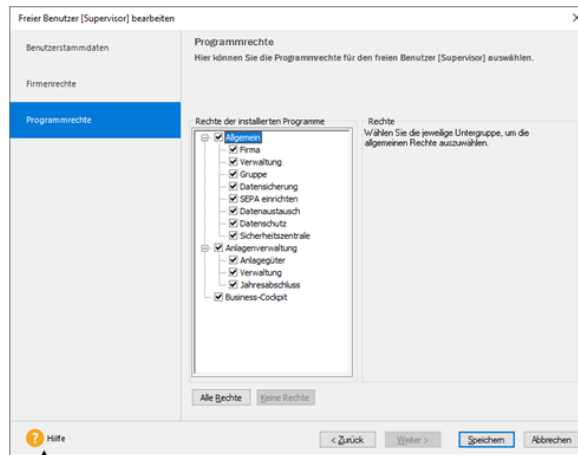 Freier Benutzer [Supervisor] bearbeiten
Benutzerstammdaten
Firmenrechte
Programmrechte
Programmrechte
Hier können Sie die Programmrechte für den freien Benutzer [Supervisor] auswählen.
Rechte der installierten Programme
Allgemein
Firma
Verwaltung
Gruppe
Datensicherung
SEPA einrichten
Datenaustausch
Datenschutz
Sicherheitszentrale
Anlagenverwaltung
Anlagegüter
Verwaltung
Jahresabschluss
Business-Cockpit
Rechte
Wählen Sie die jeweilige Untergruppe, um die
allgemeinen Rechte auszuwählen.
Alle Rechte
Keine Rechte
? Hilfe
< Zurück
Weiter >
Speichern
Abbrechen